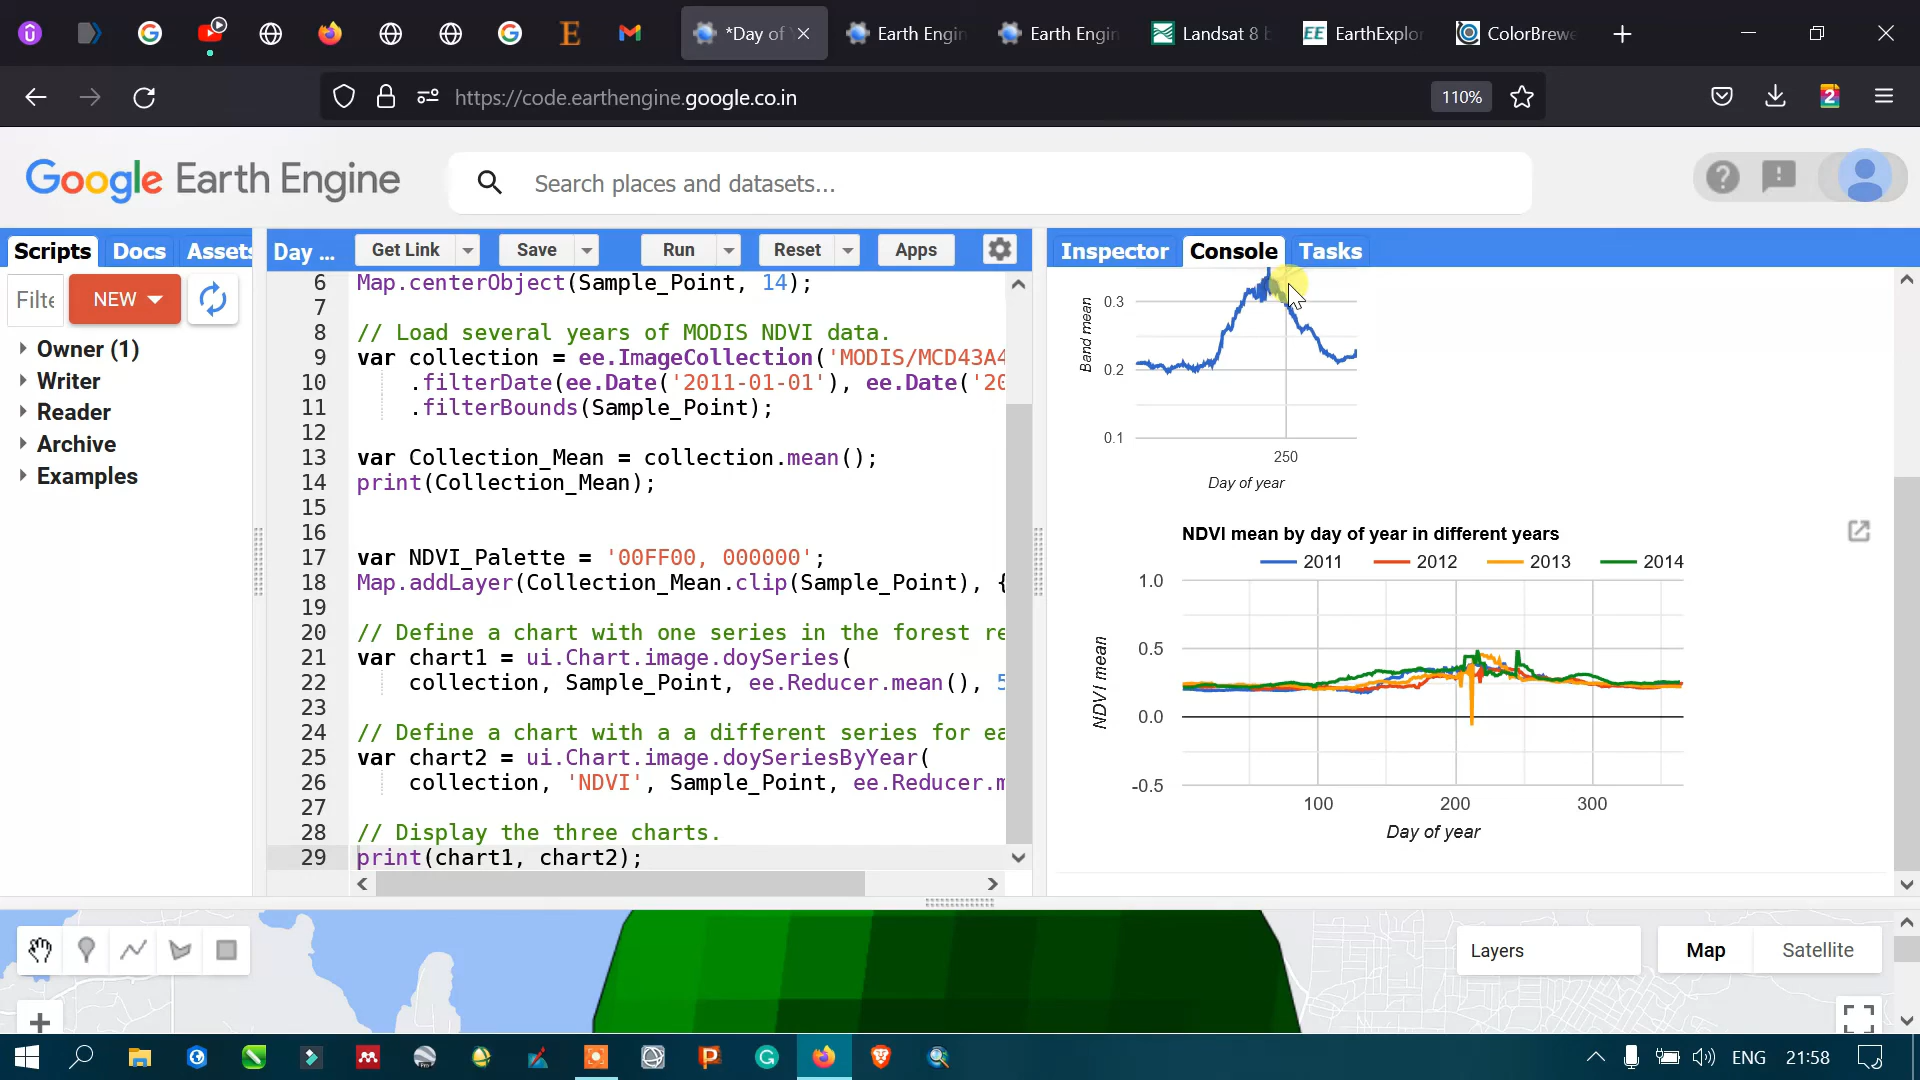 *Day of
Earth Engin
Earth Engin
Landsat 8 b
EE EarthExplor
ColorBrewe
https://code.earthengine.google.co.in
110%
2
Google Earth Engine
Search places and datasets...
Scripts Docs Assets
Day ...
Get Link
Save
Run
Reset
Apps
Inspector Console Tasks
Filte
NEW
Owner (1)
Writer
Reader
Archive
Examples
6 Map.centerObject(Sample_Point, 14);
7
8 // Load several years of MODIS NDVI data.
9 var collection = ee.ImageCollection('MODIS/MCD43A4
10 .filterDate(ee.Date('2011-01-01'), ee.Date('20
11 .filterBounds(Sample_Point);
12
13 var Collection_Mean = collection.mean();
14 print(Collection_Mean);
15
16
17 var NDVI_Palette = '00FF00, 000000';
18 Map.addLayer(Collection_Mean.clip(Sample_Point), {
19
20 // Define a chart with one series in the forest re
21 var chart1 = ui.Chart.image.doySeries(
22 collection, Sample_Point, ee.Reducer.mean(), 5
23
24 // Define a chart with a a different series for ea
25 var chart2 = ui.Chart.image.doySeriesByYear(
26 collection, 'NDVI', Sample_Point, ee.Reducer.m
27
28 // Display the three charts.
29 print(chart1, chart2);
Band mean
0.3
0.2
0.1
250
Day of year
NDVI mean by day of year in different years
2011 2012 2013 2014
NDVI mean
1.0
0.5
0.0
-0.5
100 200 300
Day of year
Layers
Map
Satellite
ENG
21:58